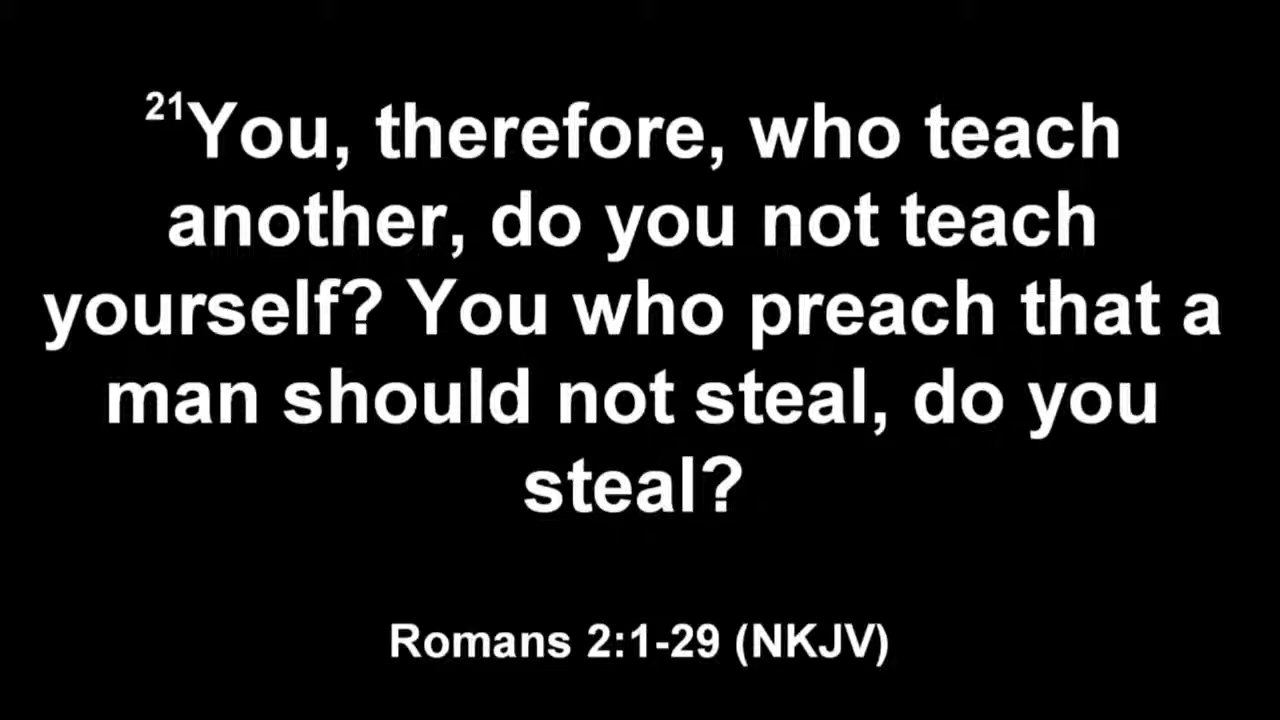 21You, therefore, who teach
another, do you not teach
yourself? You who preach that a
man should not steal, do you
steal?
Romans 2:1-29 (NKJV)